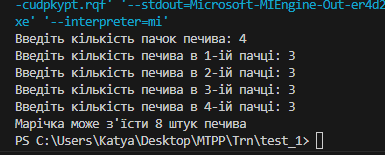 -cudpkypt.rqf' '--stdout=Microsoft-MIEngine-Out-er4d2
xe' '--interpreter=mi'
Введіть кількість пачок печива: 4
Введіть кількість печива в 1-ій пачці: 3
Введіть кількість печива в 2-ій пачці: 3
Введіть кількість печива в 3-ій пачці: 3
Введіть кількість печива в 4-ій пачці: 3
Марічка може з'їсти 8 штук печива
PS C:\Users\Katya\Desktop\MTPP\Trn\test_1>